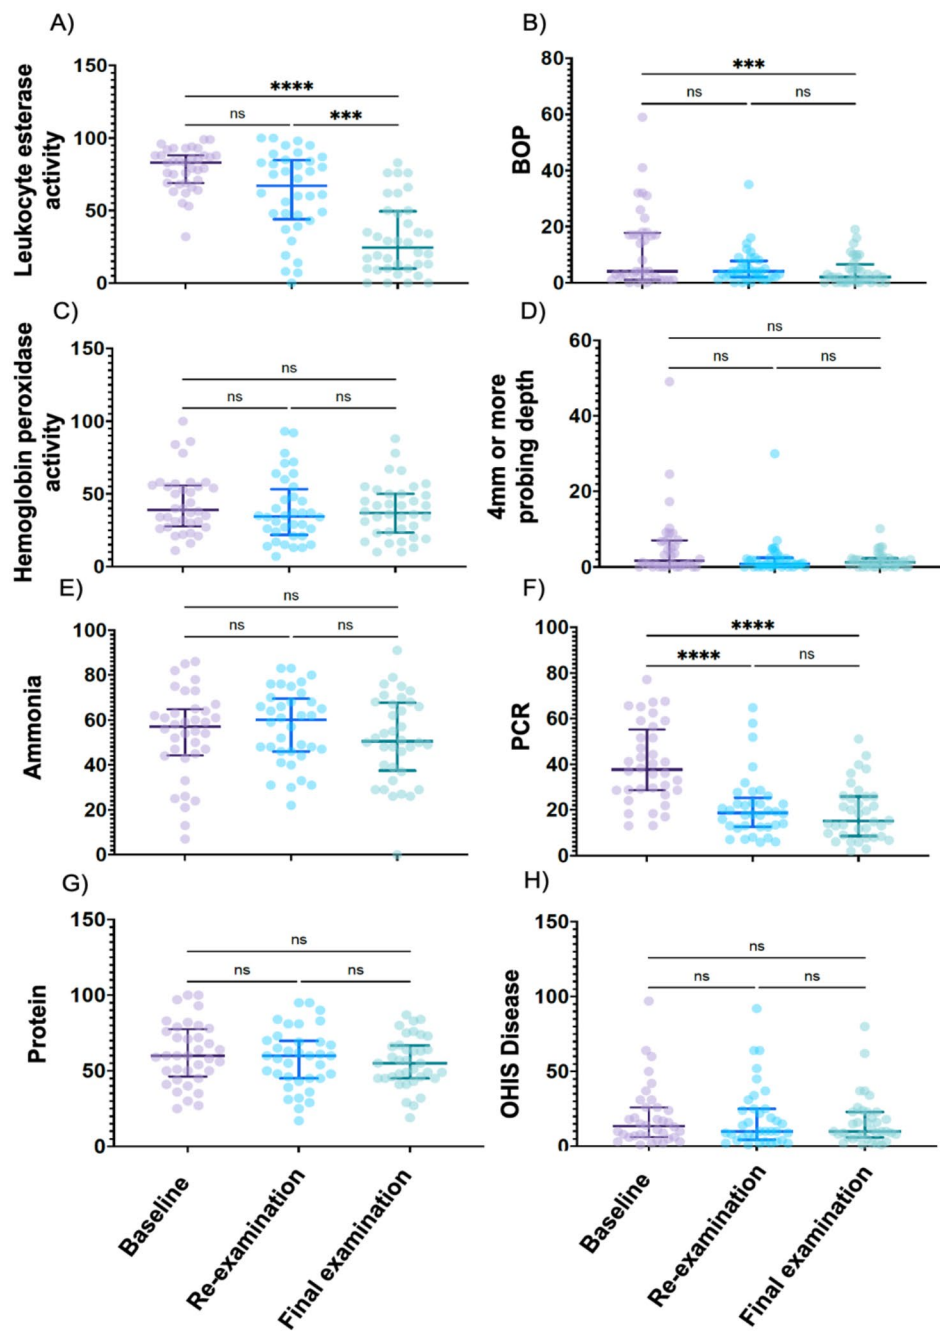 A)
Leukocyte esterase
activity
150
100
50
0
****
ns
***
B)
BOP
80
60
40
20
0
***
ns
ns
C)
Hemoglobin peroxidase
activity
150
100
50
0
ns
ns
ns
D)
4mm or more
probing depth
60
40
20
0
ns
ns
ns
E)
Ammonia
100
80
60
40
20
0
ns
ns
ns
F)
PCR
100
80
60
40
20
0
****
****
ns
G)
Protein
150
100
50
0
ns
ns
ns
H)
OHIS Disease
150
100
50
0
ns
ns
ns
Baseline
Re-examination
Final examination
Baseline
Re-examination
Final examination